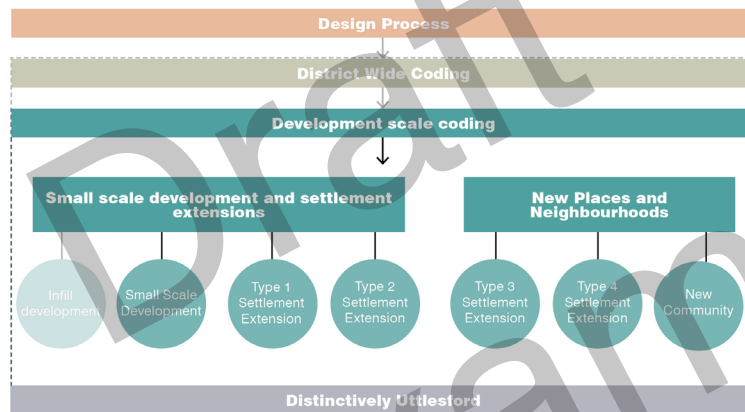 Design Process
District Wide Coding
Development scale coding
Small scale development and settlement
extensions
New Places and
Neighbourhoods
Infill
development
Small Scale
Development
Type 1
Settlement
Extension
Type 2
Settlement
Extension
Type 3
Settlement
Extension
Type 4
Settlement
Extension
New
Community
Distinctively Uttlesford
Draft